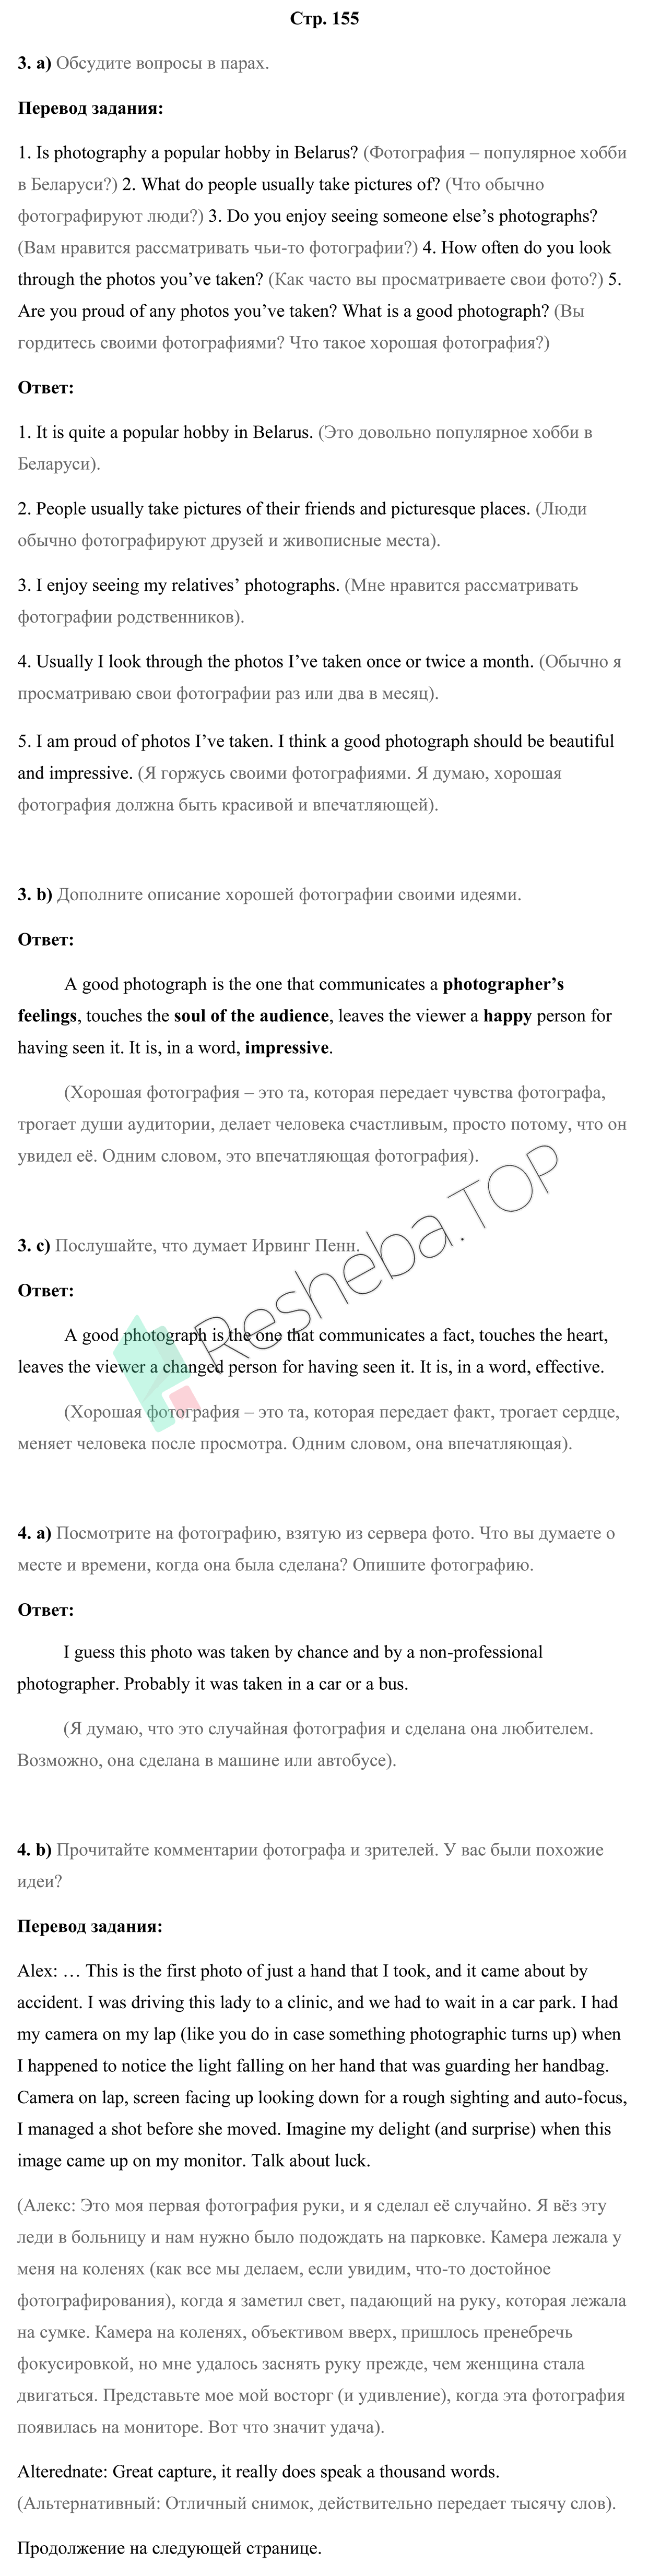 Стр. 155
3. a) Обсудите вопросы в парах.
Перевод задания:
1. Is photography a popular hobby in Belarus? (Фотография – популярное хобби
в Беларуси?) 2. What do people usually take pictures of? (Что обычно
фотографируют люди?) 3. Do you enjoy seeing someone else’s photographs?
(Вам нравится рассматривать чьи-то фотографии?) 4. How often do you look
through the photos you’ve taken? (Как часто вы просматриваете свои фото?) 5.
Are you proud of any photos you’ve taken? What is a good photograph? (Вы
гордитесь своими фотографиями? Что такое хорошая фотография?)
Ответ:
1. It is quite a popular hobby in Belarus. (Это довольно популярное хобби в
Беларуси).
2. People usually take pictures of their friends and picturesque places. (Люди
обычно фотографируют друзей и живописные места).
3. I enjoy seeing my relatives’ photographs. (Мне нравится рассматривать
фотографии родственников).
4. Usually I look through the photos I’ve taken once or twice a month. (Обычно я
просматриваю свои фотографии раз или два в месяц).
5. I am proud of photos I’ve taken. I think a good photograph should be beautiful
and impressive. (Я горжусь своими фотографиями. Я думаю, хорошая
фотография должна быть красивой и впечатляющей).
3. b) Дополните описание хорошей фотографии своими идеями.
Ответ:
A good photograph is the one that communicates a photographer’s
feelings, touches the soul of the audience, leaves the viewer a happy person for
having seen it. It is, in a word, impressive.
(Хорошая фотография – это та, которая передает чувства фотографа,
трогает души аудитории, делает человека счастливым, просто потому, что он
увидел её. Одним словом, это впечатляющая фотография).
3. c) Послушайте, что думает Ирвинг Пенн.
Ответ:
A good photograph is the one that communicates a fact, touches the heart,
leaves the viewer a changed person for having seen it. It is, in a word, effective.
(Хорошая фотография – это та, которая передает факт, трогает сердце,
меняет человека после просмотра. Одним словом, она впечатляющая).
Resheba.TOP
4. a) Посмотрите на фотографию, взятую из сервера фото. Что вы думаете о
месте и времени, когда она была сделана? Опишите фотографию.
Ответ:
I guess this photo was taken by chance and by a non-professional
photographer. Probably it was taken in a car or a bus.
(Я думаю, что это случайная фотография и сделана она любителем.
Возможно, она сделана в машине или автобусе).
4. b) Прочитайте комментарии фотографа и зрителей. У вас были похожие
идеи?
Перевод задания:
Alex: … This is the first photo of just a hand that I took, and it came about by
accident. I was driving this lady to a clinic, and we had to wait in a car park. I had
my camera on my lap (like you do in case something photographic turns up) when
I happened to notice the light falling on her hand that was guarding her handbag.
Camera on lap, screen facing up looking down for a rough sighting and auto-focus,
I managed a shot before she moved. Imagine my delight (and surprise) when this
image came up on my monitor. Talk about luck.
(Алекс: Это моя первая фотография руки, и я сделал её случайно. Я вёз эту
леди в больницу и нам нужно было подождать на парковке. Камера лежала у
меня на коленях (как все мы делаем, если увидим, что-то достойное
фотографирования), когда я заметил свет, падающий на руку, которая лежала
на сумке. Камера на коленях, объективом вверх, пришлось пренебречь
фокусировкой, но мне удалось заснять руку прежде, чем женщина стала
двигаться. Представьте мое мой восторг (и удивление), когда эта фотография
появилась на мониторе. Вот что значит удача).
Alterednate: Great capture, it really does speak a thousand words.
(Альтернативный: Отличный снимок, действительно передает тысячу слов).
Продолжение на следующей странице.